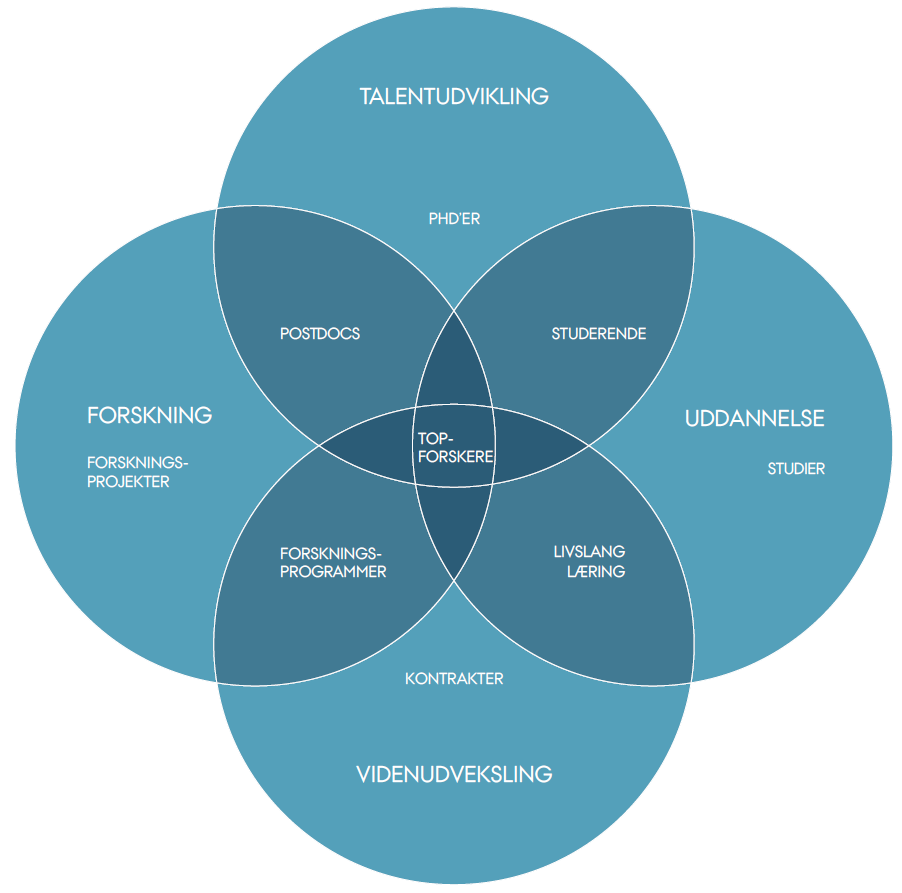 TALENTUDVIKLING
PHD'ER
POSTDOCS
STUDERENDE
FORSKNING
FORSKNINGS-
PROJEKTER
TOP-
FORSKERE
UDDANNELSE
STUDIER
FORSKNINGS-
PROGRAMMER
LIVSLANG
LÆRING
KONTRAKTER
VIDENUDVEKSLING